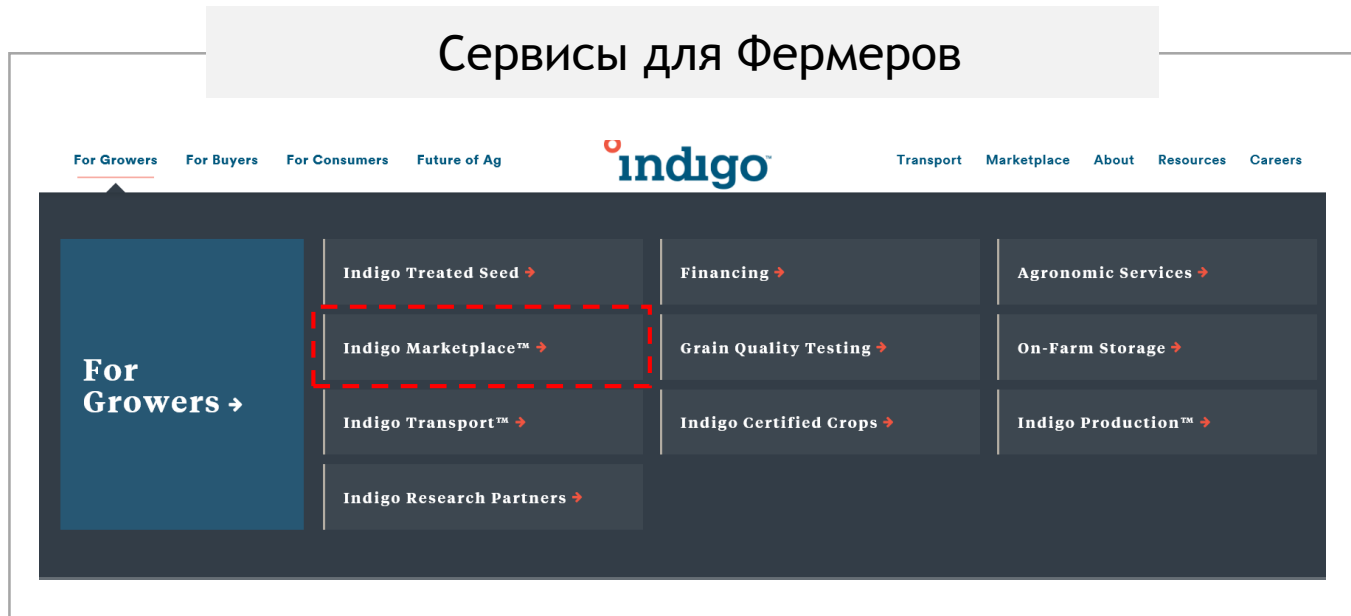 Сервисы для Фермеров
For Growers For Buyers For Consumers Future of Ag indigo™ Transport Marketplace About Resources Careers
For
Growers →
Indigo Treated Seed →
Financing →
Agronomic Services →
Indigo Marketplace™ →
Grain Quality Testing →
On-Farm Storage →
Indigo Transport™ →
Indigo Certified Crops →
Indigo Production™ →
Indigo Research Partners →